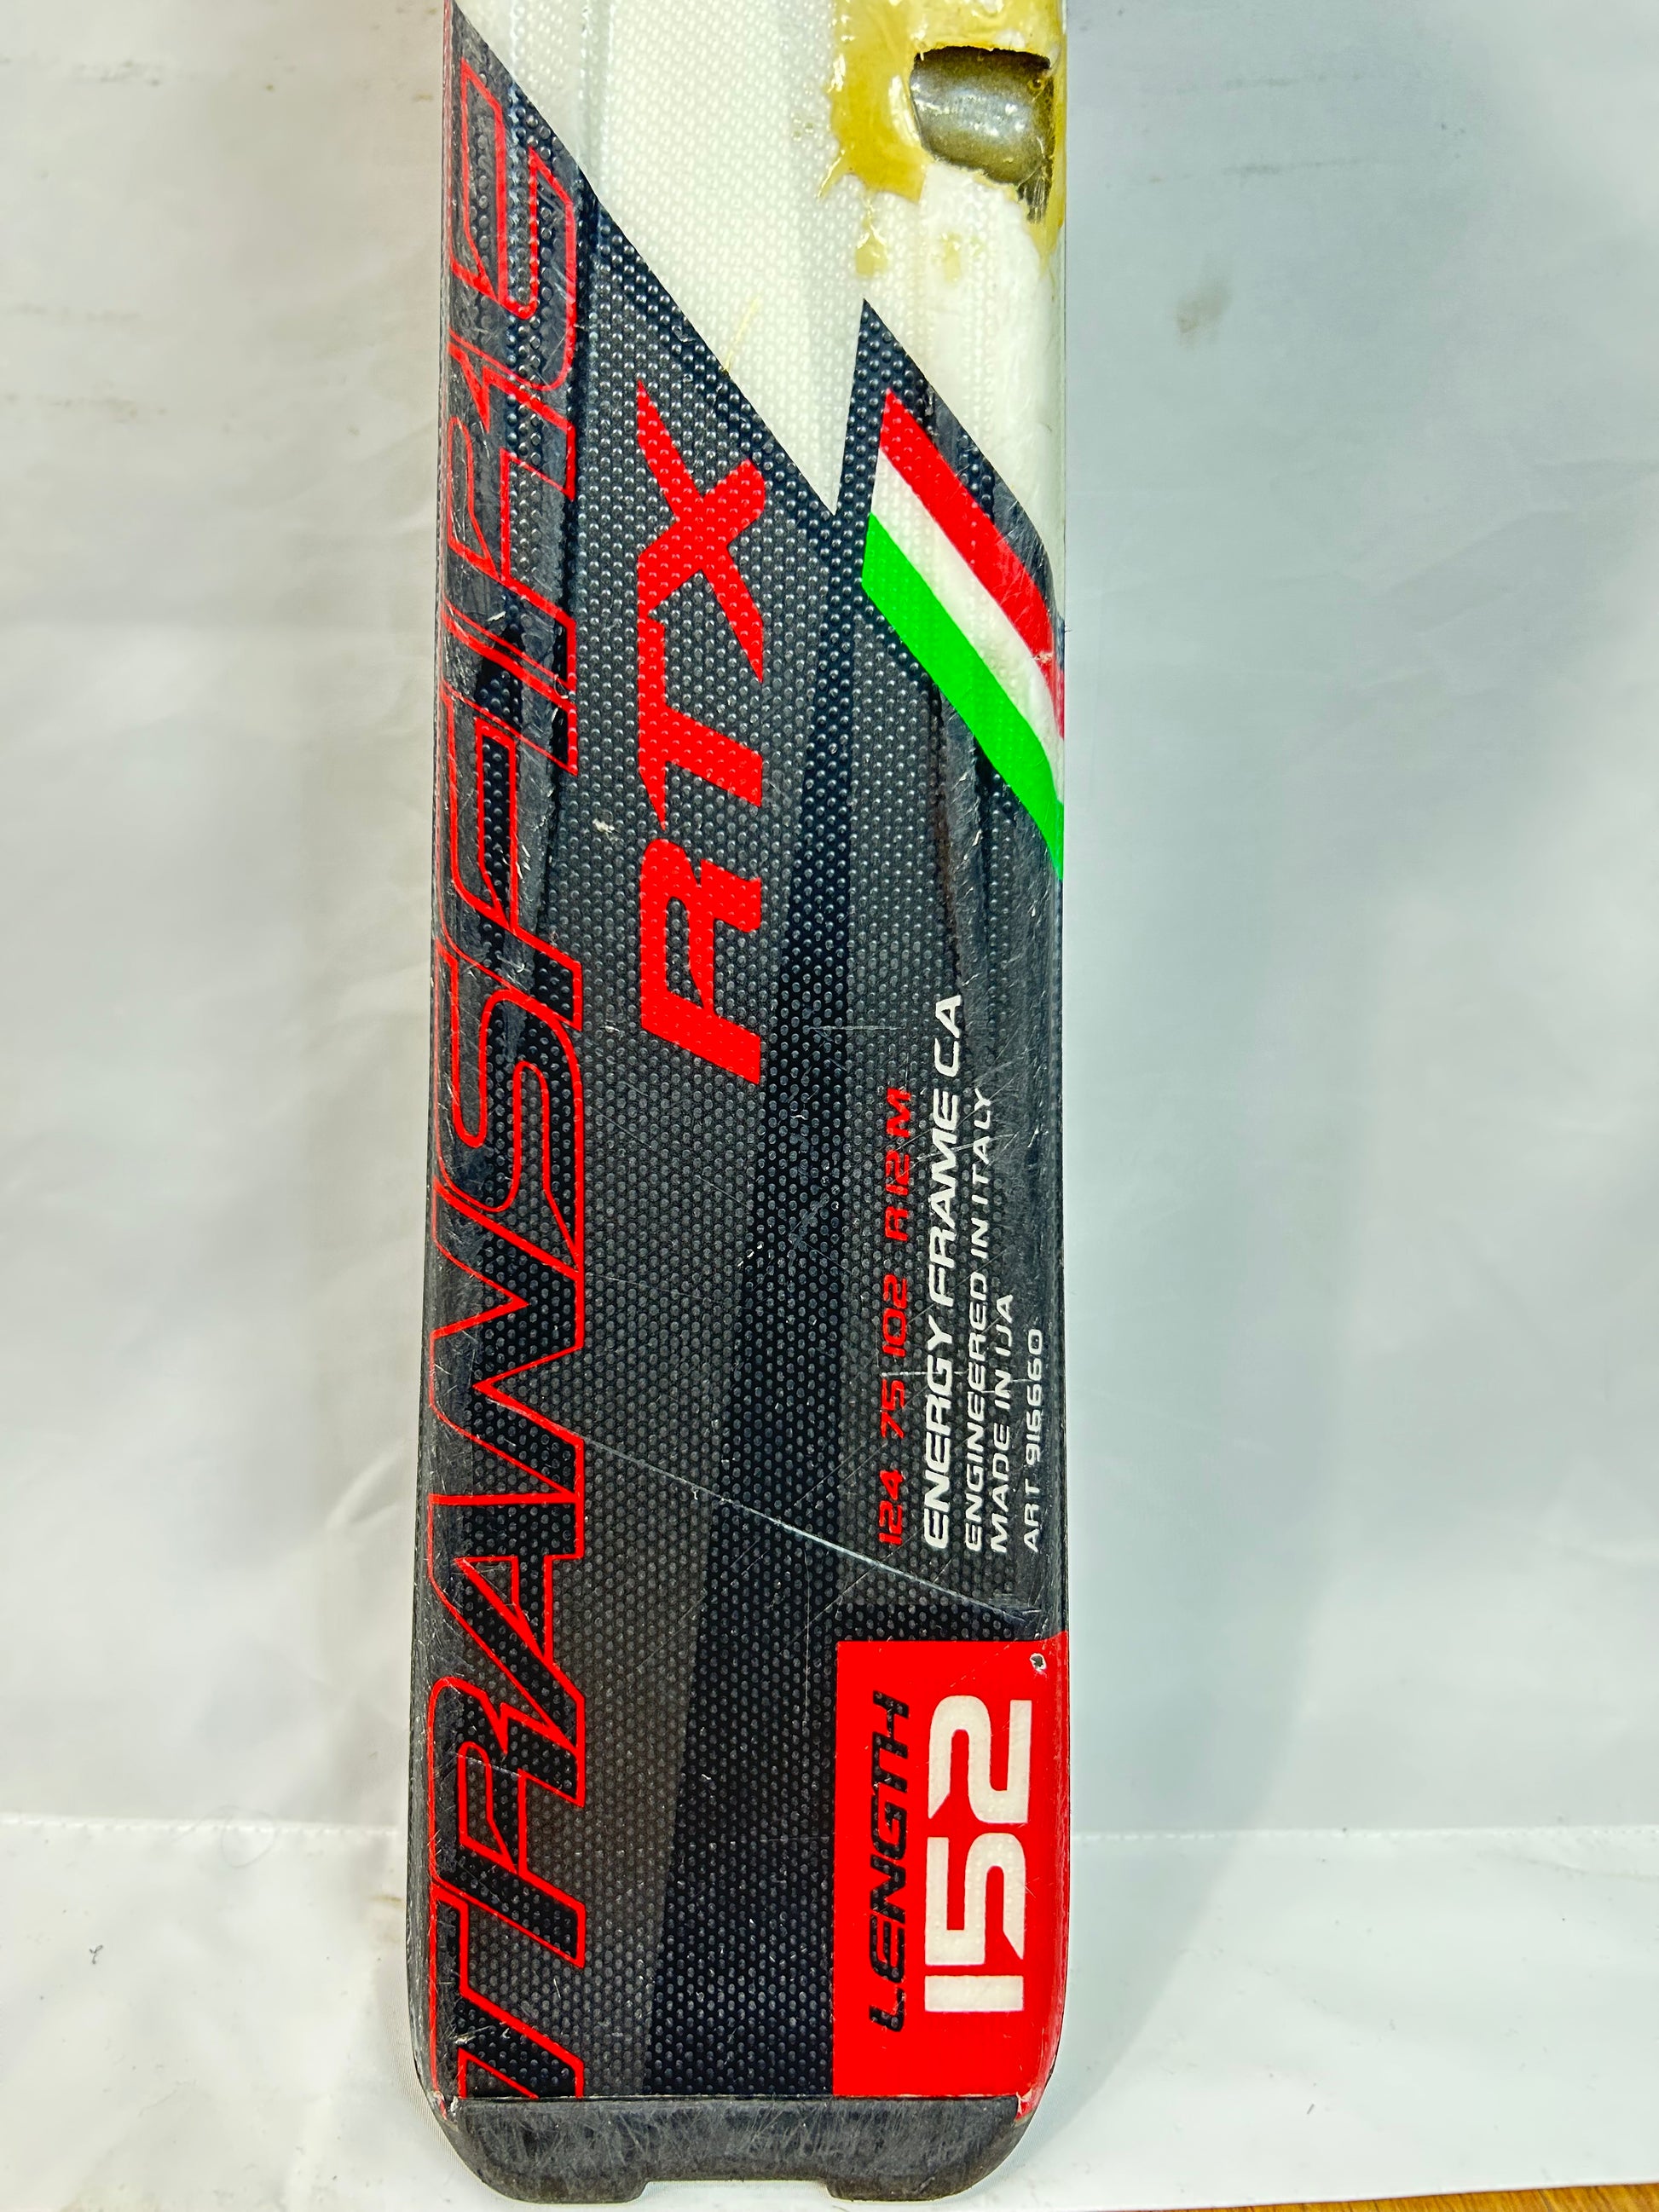 TRANSFIRE
RTX
124 75 102 R 12 M
ENERGY FRAME CA
ENGINEERED IN ITALY
MADE IN UA
ART 916660
LENGTH
152